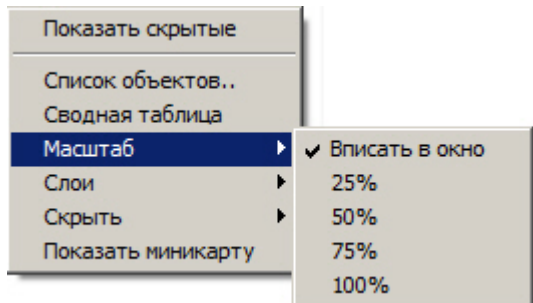 Показать скрытые
Список объектов..
Сводная таблица
Масштаб
Вписать в окно
Слои
25%
Скрыть
50%
Показать миникарту
75%
100%